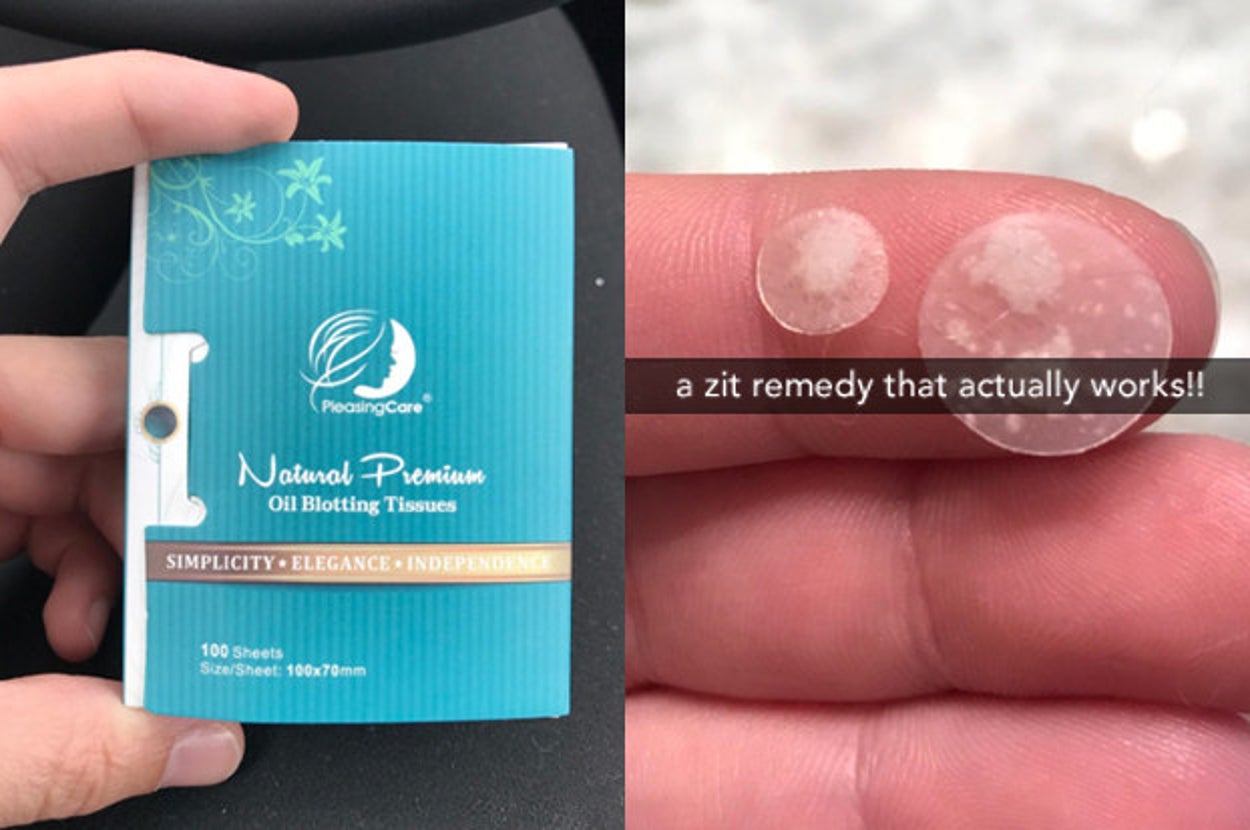 PleasingCare®
Natural Premium
Oil Blotting Tissues
SIMPLICITY★ELEGANCE★INDEPENDENCE
100 Sheets
Size/Sheet: 100x70mm
a zit remedy that actually works!!